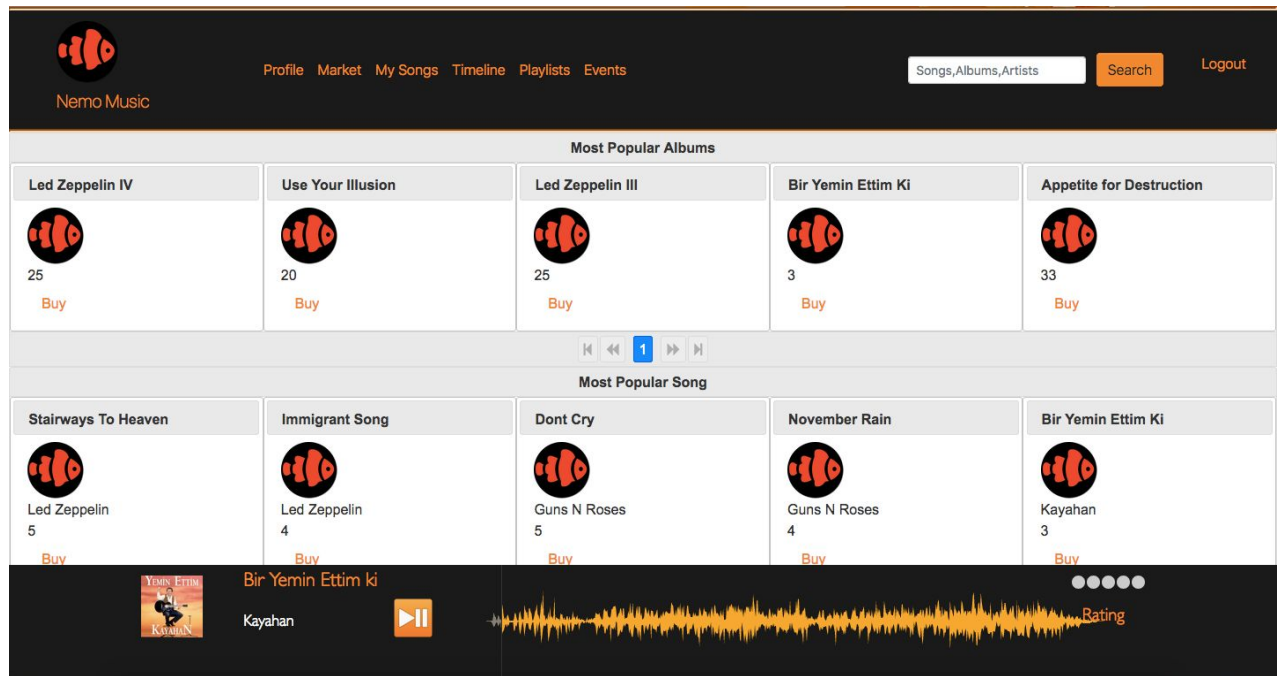 Nemo Music
Profile Market My Songs Timeline Playlists Events
Songs,Albums,Artists
Search
Logout
Most Popular Albums
Led Zeppelin IV
25
Buy
Use Your Illusion
20
Buy
Led Zeppelin III
25
Buy
Bir Yemin Ettim Ki
3
Buy
Appetite for Destruction
33
Buy
1
Most Popular Song
Stairways To Heaven
Led Zeppelin
5
Buy
Immigrant Song
Led Zeppelin
4
Buy
Dont Cry
Guns N Roses
5
Buy
November Rain
Guns N Roses
4
Buy
Bir Yemin Ettim Ki
Kayahan
3
Buy
YEMIN ETTIM
KAYAHAN
Bir Yemin Ettim ki
Kayahan
Rating